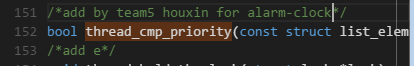 151 /*add by team5 houxin for alarm-clock*/
152 bool thread_cmp_priority(const struct list_elem
153 /*add e*/